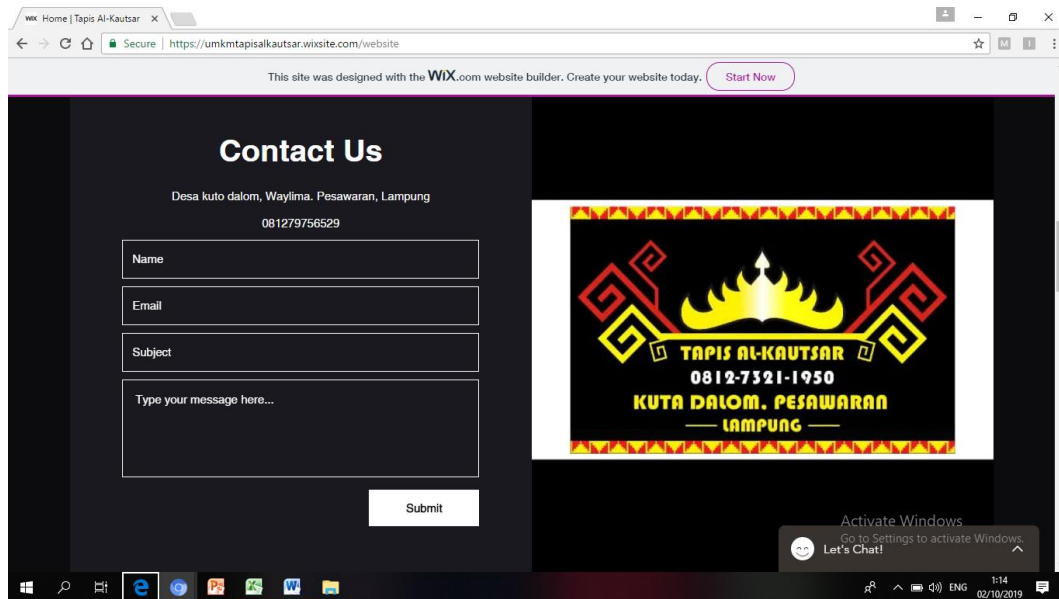 WiX Home | Tapis Al-Kautsar
Secure | https://umkmtapisalkautsar.wixsite.com/website
M
I
This site was designed with the WiX.com website builder. Create your website today.
Start Now
Contact Us
Desa kuto dalom, Waylima. Pesawaran, Lampung
081279756529
Name
Email
Subject
Type your message here...
Submit
TAPIS AL-KAUTSAR
0812-7321-1950
KUTA DALOM. PESAWARAN
LAMPUNG
Activate Windows
Go to Settings to activate Windows.
Let's Chat!
ENG
1:14
02/10/2019